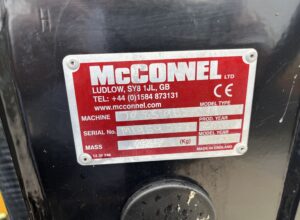 McCONNEL LTD
LUDLOW, SY8 1JL, GB
TEL: +44 (0)1584 873131
www.mcconnel.com CE
MACHINE MODEL TYPE
PROD. YEAR
SERIAL No. MODEL YEAR
MASS (Kg) MADE IN ENGLAND